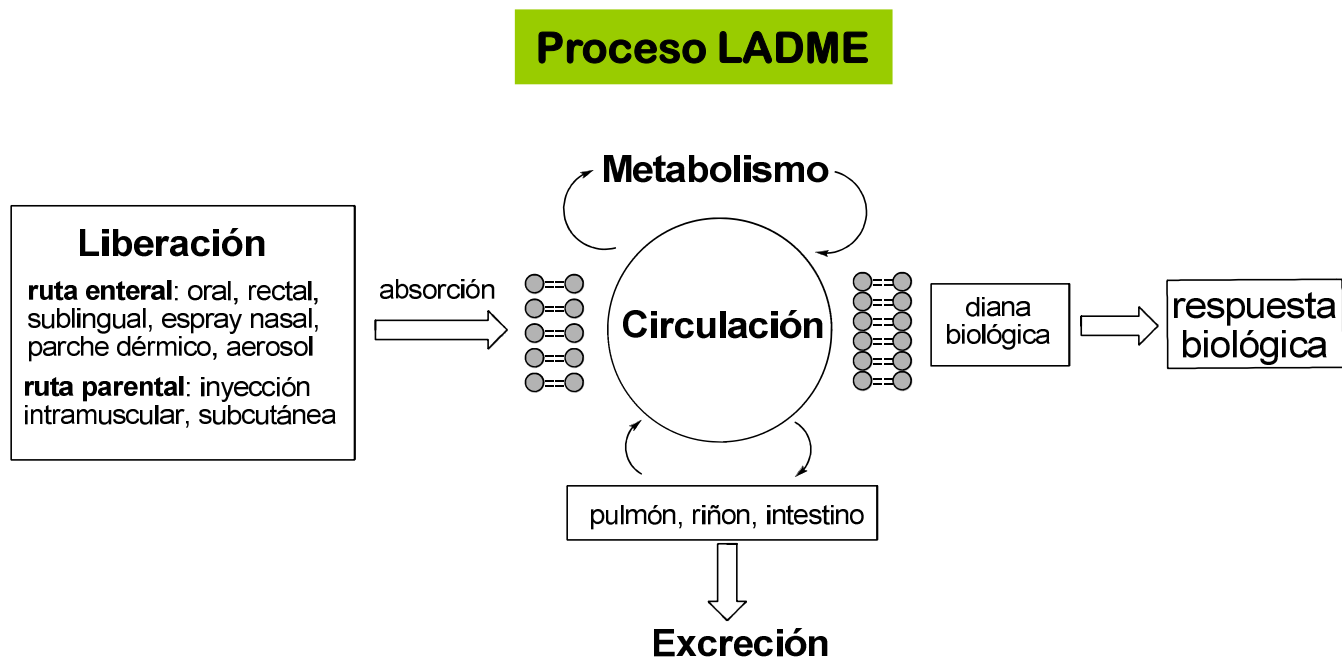 Proceso LADME
Metabolismo
Liberación
ruta enteral: oral, rectal,
sublingual, espray nasal,
parche dérmico, aerosol
ruta parental: inyección
intramuscular, subcutánea
absorción
Circulación
diana
biológica
respuesta
biológica
pulmón, riñon, intestino
Excreción